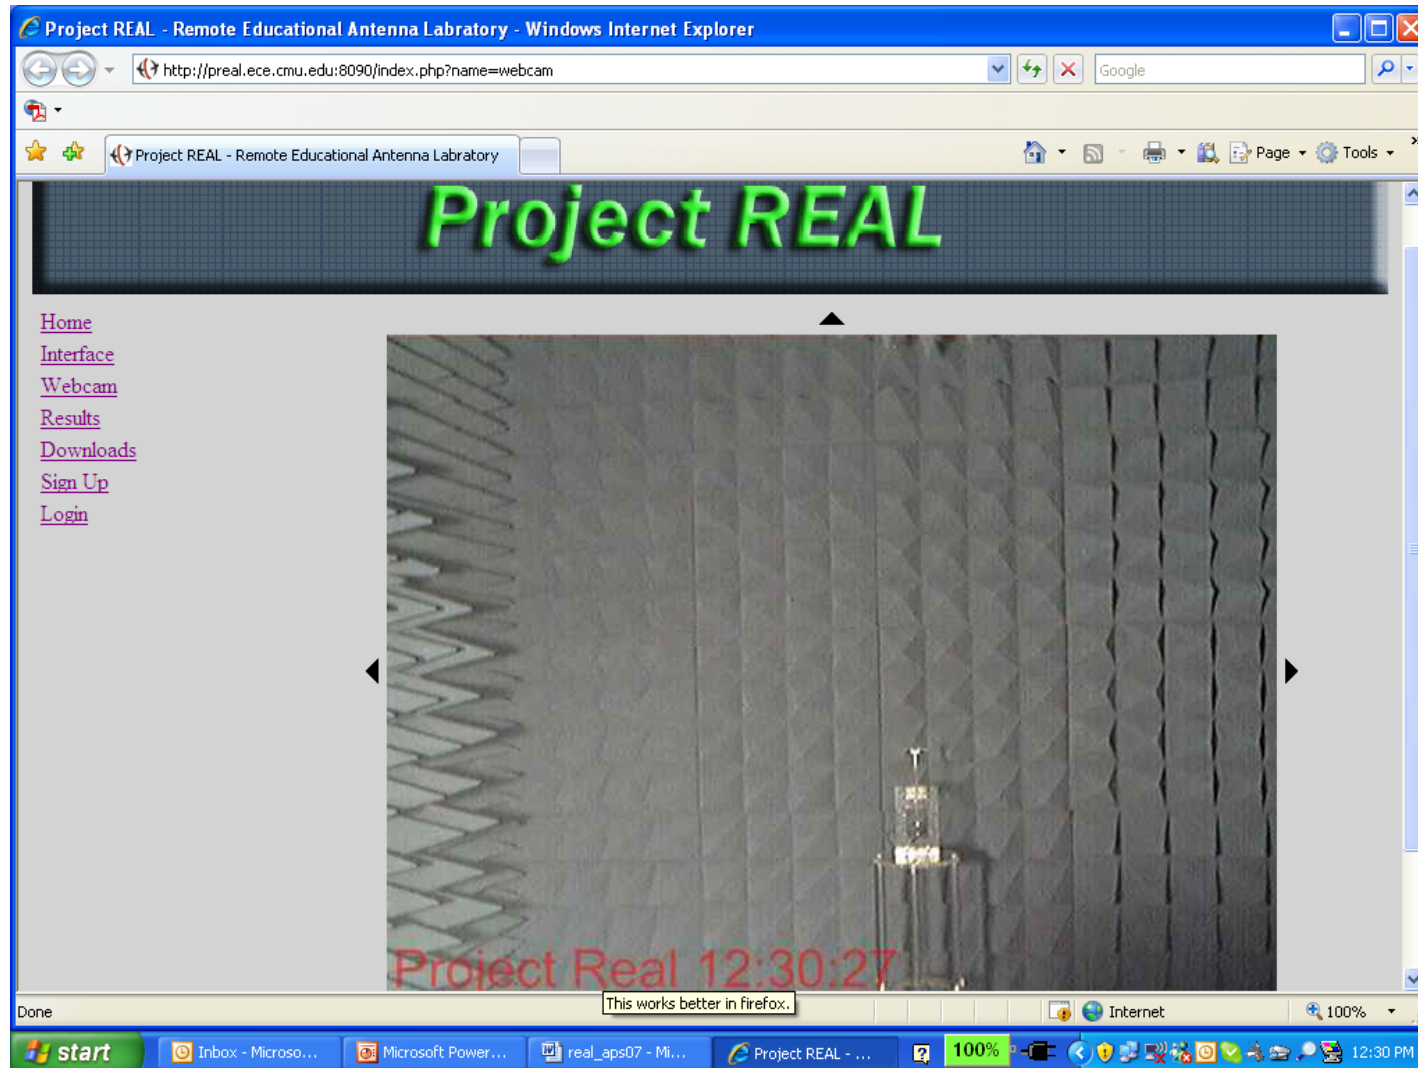 Project REAL - Remote Educational Antenna Labratory - Windows Internet Explorer
http://preal.ece.cmu.edu:8090/index.php?name=webcam
Google
Project REAL - Remote Educational Antenna Labratory
Page
Tools
Project REAL
Home
Interface
Webcam
Results
Downloads
Sign Up
Login
Project Real 12:30:27
This works better in firefox.
Done
Internet
100%
start
Inbox - Microso...
Microsoft Power...
real_aps07 - Mi...
Project REAL - ...
100%
12:30 PM